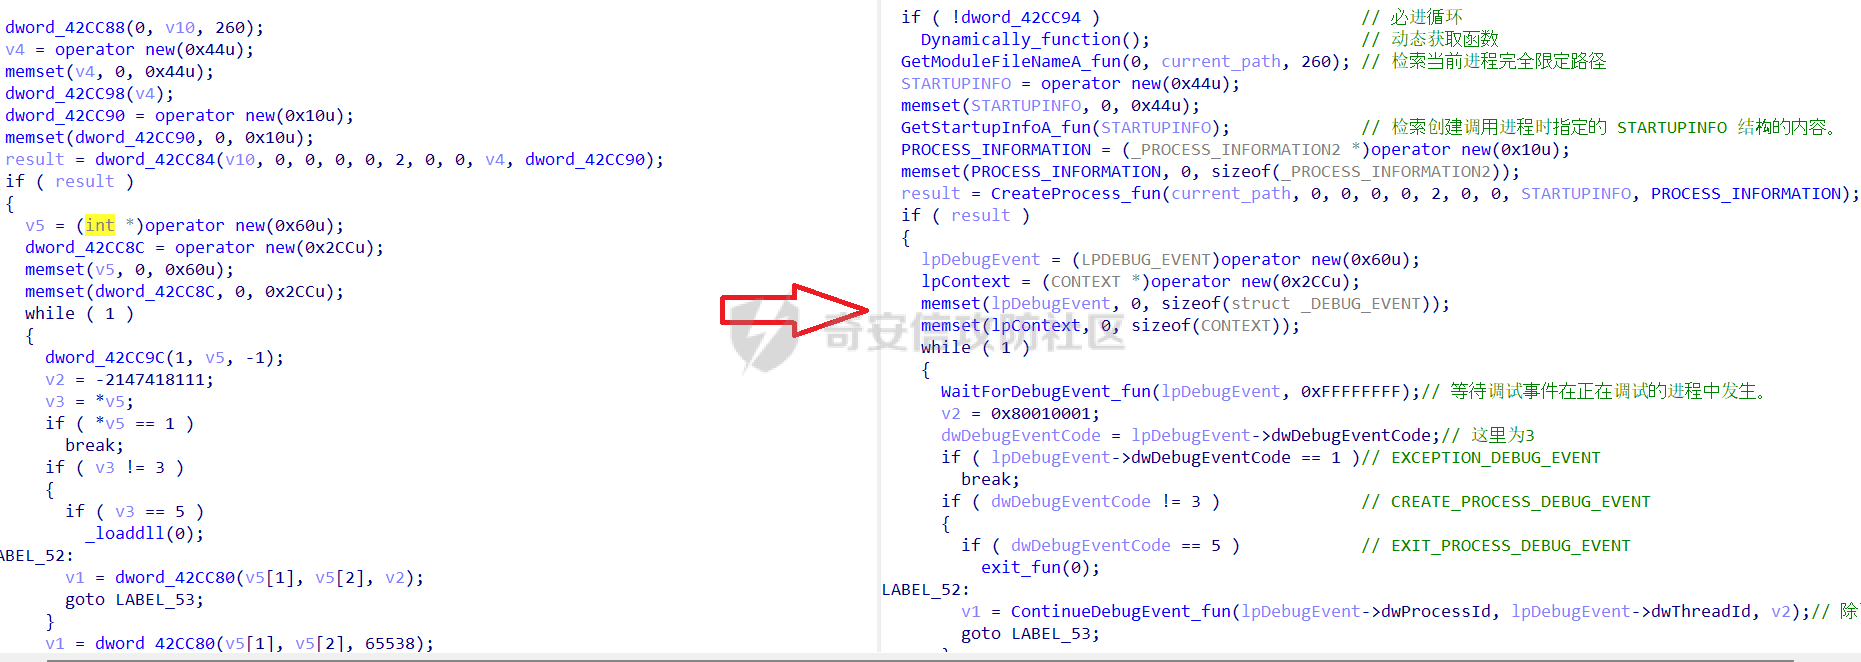 dword_42CC88(0, v10, 260);
v4 = operator new(0x44u);
memset(v4, 0, 0x44u);
dword_42CC98(v4);
dword_42CC90 = operator new(0x10u);
memset(dword_42CC90, 0, 0x10u);
result = dword_42CC84(v10, 0, 0, 0, 0, 2, 0, 0, v4, dword_42CC90);
if ( result )
{
v5 = (int *)operator new(0x60u);
dword_42CC8C = operator new(0x2CCu);
memset(v5, 0, 0x60u);
memset(dword_42CC8C, 0, 0x2CCu);
while ( 1 )
{
dword_42CC9C(1, v5, -1);
v2 = -2147418111;
v3 = *v5;
if ( *v5 == 1 )
break;
if ( v3 != 3 )
{
if ( v3 == 5 )
_loaddll(0);
ABEL_52:
v1 = dword_42CC80(v5[1], v5[2], v2);
goto LABEL_53;
}
v1 = dword_42CC80(v5[1], v5[2], 65538);
if ( !dword_42CC94 ) // 必进循环
Dynamically_function(); // 动态获取函数
GetModuleFileNameA_fun(0, current_path, 260); // 检索当前进程完全限定路径
STARTUPINFO = operator new(0x44u);
memset(STARTUPINFO, 0, 0x44u);
GetStartupInfoA_fun(STARTUPINFO); // 检索创建调用进程时指定的 STARTUPINFO 结构的内容。
PROCESS_INFORMATION = (_PROCESS_INFORMATION2 *)operator new(0x10u);
memset(PROCESS_INFORMATION, 0, sizeof(_PROCESS_INFORMATION2));
result = CreateProcess_fun(current_path, 0, 0, 0, 0, 2, 0, 0, STARTUPINFO, PROCESS_INFORMATION);
if ( result )
{
lpDebugEvent = (LPDEBUG_EVENT)operator new(0x60u);
lpContext = (CONTEXT *)operator new(0x2CCu);
memset(lpDebugEvent, 0, sizeof(struct _DEBUG_EVENT));
memset(lpContext, 0, sizeof(CONTEXT));
while ( 1 )
{
WaitForDebugEvent_fun(lpDebugEvent, 0xFFFFFFFF);// 等待调试事件在正在调试的进程中发生。
v2 = 0x80010001;
dwDebugEventCode = lpDebugEvent->dwDebugEventCode;// 这里为3
if ( lpDebugEvent->dwDebugEventCode == 1 )// EXCEPTION_DEBUG_EVENT
break;
if ( dwDebugEventCode != 3 ) // CREATE_PROCESS_DEBUG_EVENT
{
if ( dwDebugEventCode == 5 ) // EXIT_PROCESS_DEBUG_EVENT
exit_fun(0);
LABEL_52:
v1 = ContinueDebugEvent_fun(lpDebugEvent->dwProcessId, lpDebugEvent->dwThreadId, v2);// 除
goto LABEL_53;
奇安信攻防社区